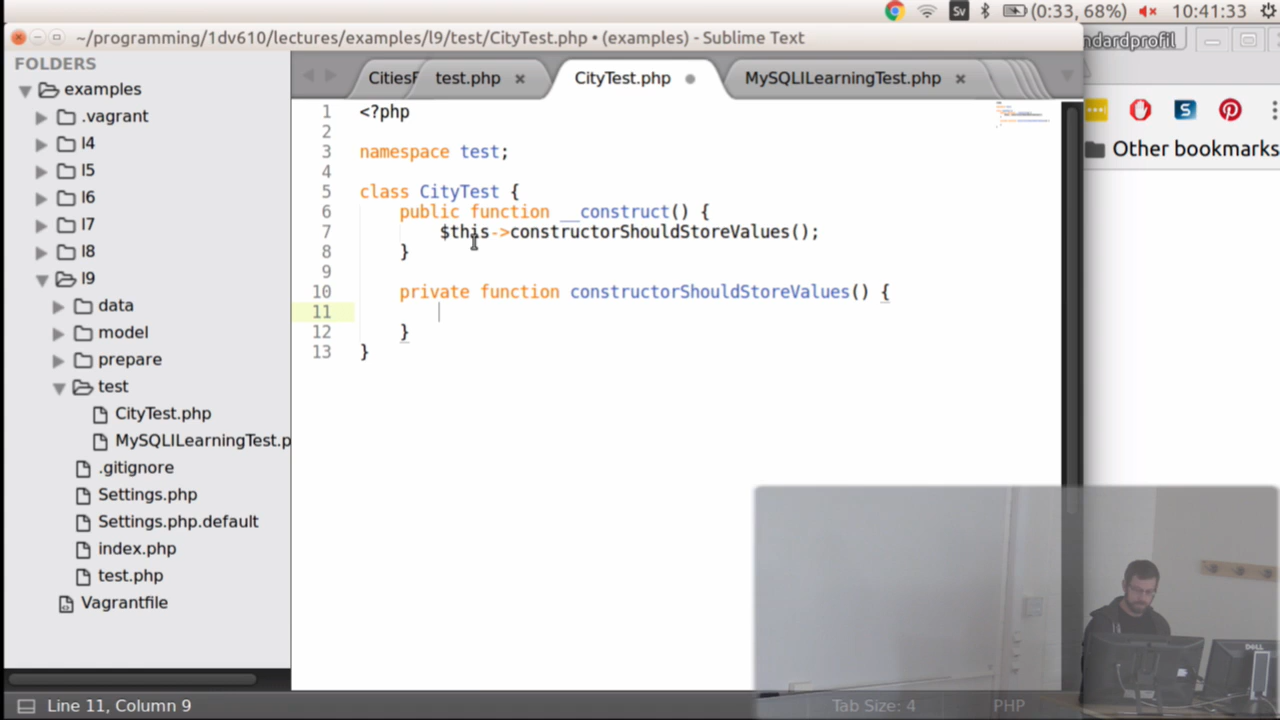 Sv
(0:33, 68%)
10:41:33
~/programming/1dv610/lectures/examples/l9/test/CityTest.php • (examples) - Sublime Text
ndardprofil
FOLDERS
examples
.vagrant
l4
l5
l6
l7
l8
l9
data
model
prepare
test
CityTest.php
MySQLILearningTest.p
.gitignore
Settings.php
Settings.php.default
index.php
test.php
Vagrantfile
CitiesF
test.php
CityTest.php
MySQLILearningTest.php
1 <?php
2
3 namespace test;
4
5 class CityTest {
6 public function __construct() {
7 $this->constructorShouldStoreValues();
8 }
9
10 private function constructorShouldStoreValues() {
11
12 }
13 }
Other bookmarks
DELL
Line 11, Column 9
Tab Size: 4
PHP